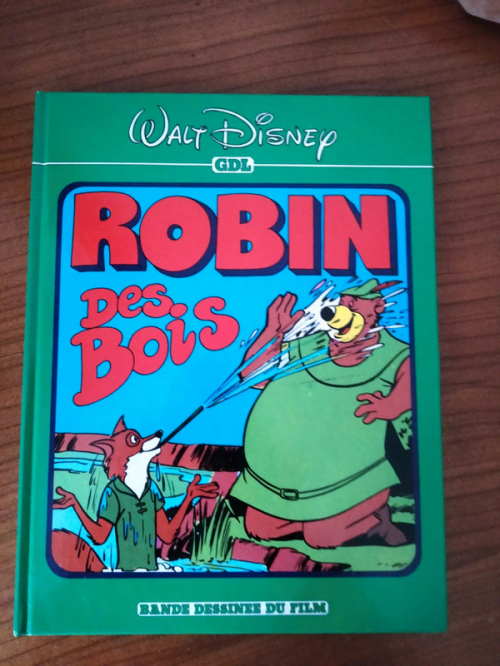 WALT DISNEY
GDL
ROBIN
DES
BOIS
BANDE DESSINEE DU FILM